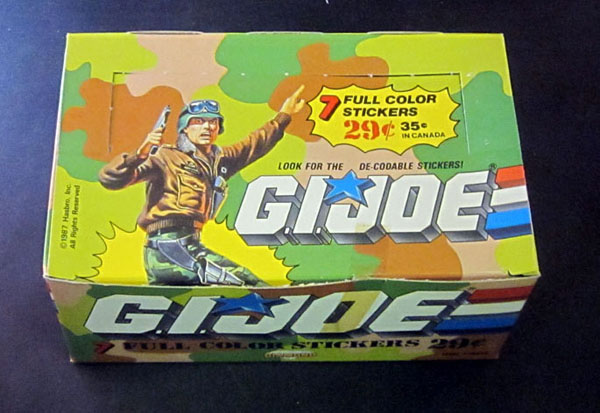 7 FULL COLOR
STICKERS
29¢ 35¢
IN CANADA
LOOK FOR THE DE-CODABLE STICKERS!
G.I.JOE®
©1987 Hasbro, Inc.
All Rights Reserved
G.I.JOE
7 FULL COLOR STICKERS 29¢